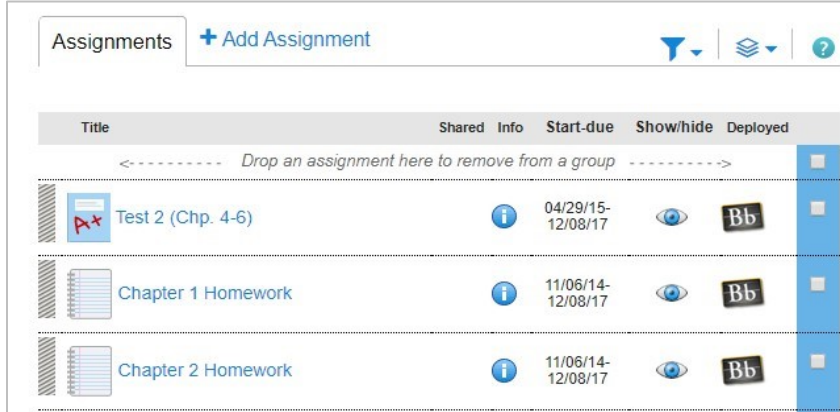 Assignments + Add Assignment ?
Title Shared Info Start-due Show/hide Deployed
<- - - - - - - - - - Drop an assignment here to remove from a group - - - - - - - - - ->
A+ Test 2 (Chp. 4-6) i 04/29/15-
12/08/17 Bb
Chapter 1 Homework i 11/06/14-
12/08/17 Bb
Chapter 2 Homework i 11/06/14-
12/08/17 Bb